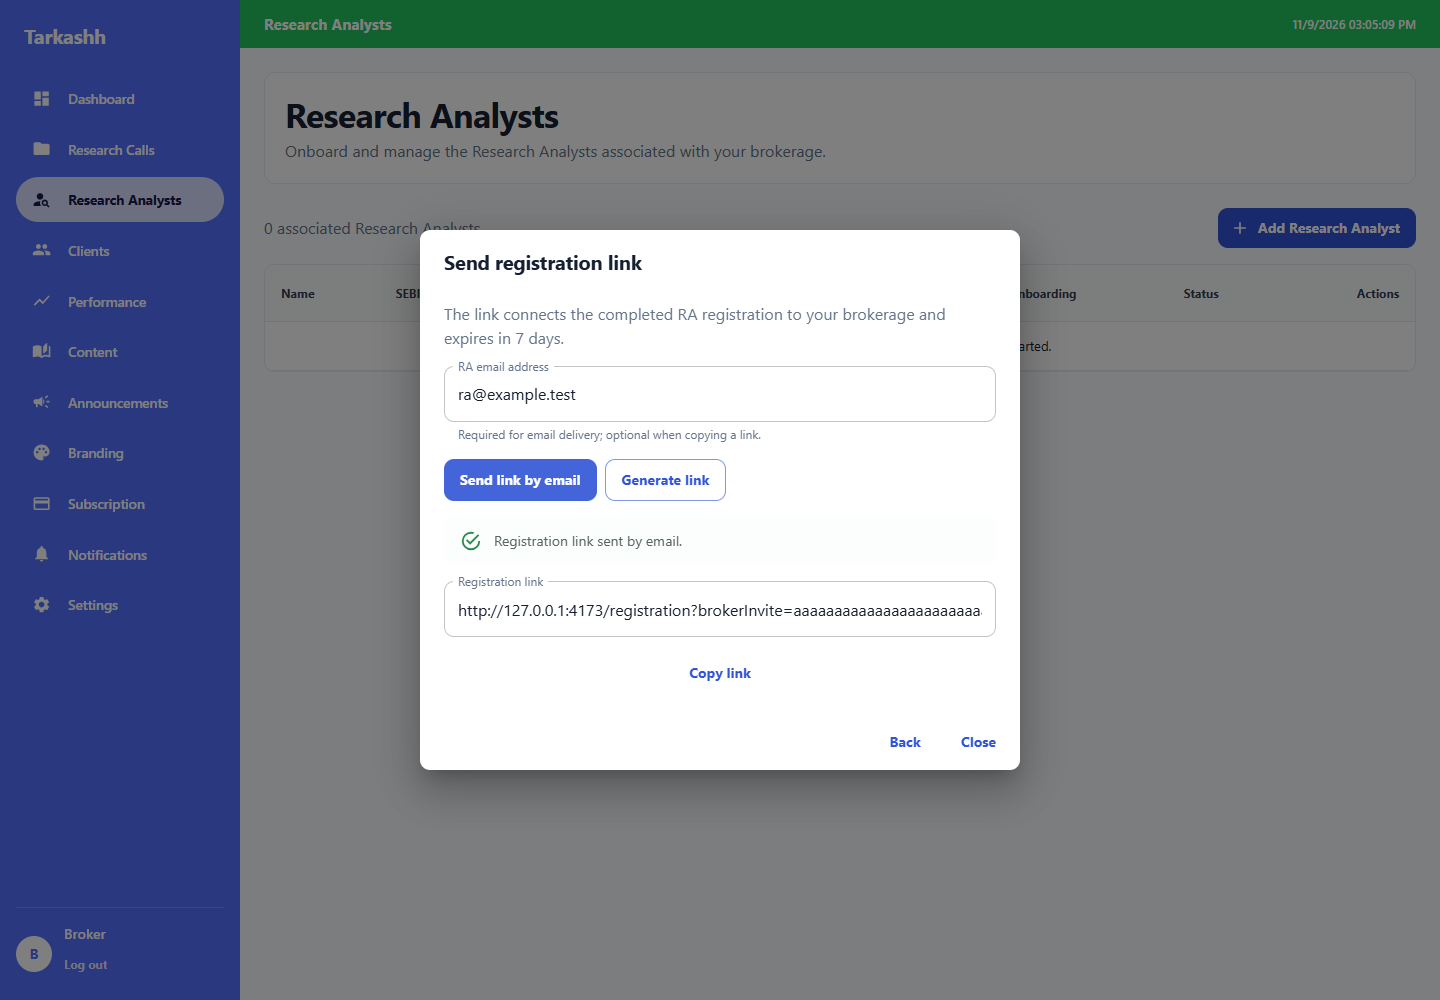 Tarkashh
Dashboard
Research Calls
Research Analysts
Clients
Performance
Content
Announcements
Branding
Subscription
Notifications
Settings
B
Broker
Log out
Research Analysts
11/9/2026 03:05:09 PM
Research Analysts
Onboard and manage the Research Analysts associated with your brokerage.
0 associated Research Analysts
Add Research Analyst
Name
SEBI
nboarding
Status
Actions
arted.
Send registration link
The link connects the completed RA registration to your brokerage and
expires in 7 days.
RA email address
ra@example.test
Required for email delivery; optional when copying a link.
Send link by email
Generate link
Registration link sent by email.
Registration link
http://127.0.0.1:4173/registration?brokerInvite=aaaaaaaaaaaaaaaaaaaaaaa
Copy link
Back
Close